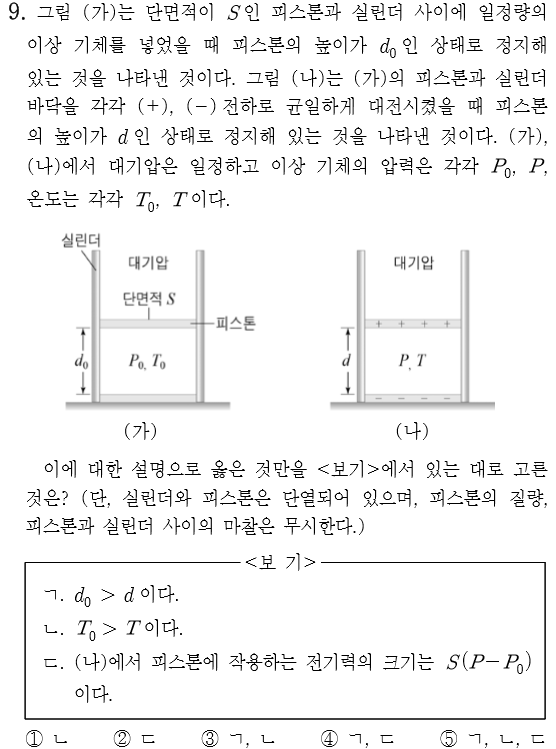 9. 그림 (가)는 단면적이 S인 피스톤과 실린더 사이에 일정량의
이상 기체를 넣었을 때 피스톤의 높이가 d₀인 상태로 정지해
있는 것을 나타낸 것이다. 그림 (나)는 (가)의 피스톤과 실린더
바닥을 각각 (+), (−)전하로 균일하게 대전시켰을 때 피스톤
의 높이가 d인 상태로 정지해 있는 것을 나타낸 것이다. (가),
(나)에서 대기압은 일정하고 이상 기체의 압력은 각각 P₀, P,
온도는 각각 T₀, T이다.
실린더
대기압
단면적 S
피스톤
d₀
P₀, T₀
(가)
대기압
+ + + +
d
P, T
− − − −
(나)
이에 대한 설명으로 옳은 것만을 <보기>에서 있는 대로 고른
것은? (단, 실린더와 피스톤은 단열되어 있으며, 피스톤의 질량,
피스톤과 실린더 사이의 마찰은 무시한다.)
<보 기>
ㄱ. d₀ > d이다.
ㄴ. T₀ > T이다.
ㄷ. (나)에서 피스톤에 작용하는 전기력의 크기는 S(P−P₀)
이다.
① ㄴ ② ㄷ ③ ㄱ, ㄴ ④ ㄱ, ㄷ ⑤ ㄱ, ㄴ, ㄷ